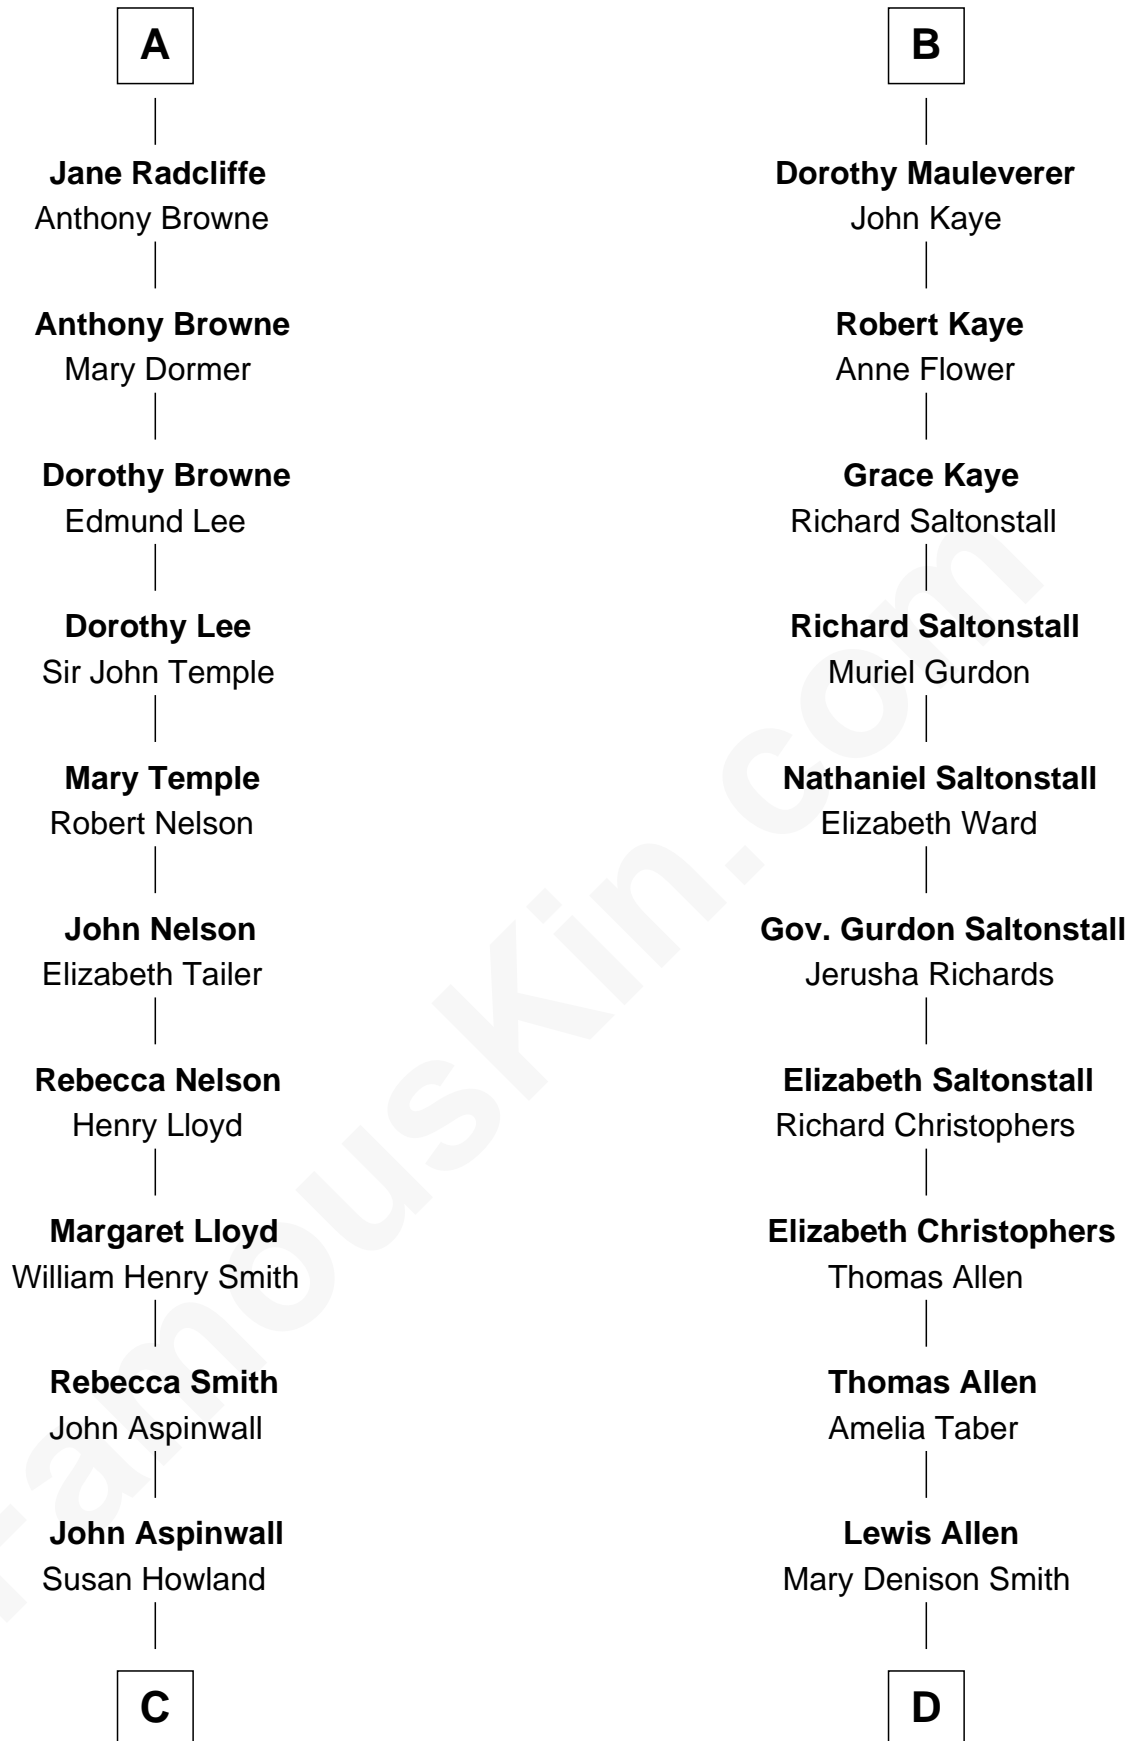 A
Jane Radcliffe
Anthony Browne
Anthony Browne
Mary Dormer
Dorothy Browne
Edmund Lee
Dorothy Lee
Sir John Temple
Mary Temple
Robert Nelson
John Nelson
Elizabeth Tailer
Rebecca Nelson
Henry Lloyd
Margaret Lloyd
William Henry Smith
Rebecca Smith
John Aspinwall
John Aspinwall
Susan Howland
C
B
Dorothy Mauleverer
John Kaye
Robert Kaye
Anne Flower
Grace Kaye
Richard Saltonstall
Richard Saltonstall
Muriel Gurdon
Nathaniel Saltonstall
Elizabeth Ward
Gov. Gurdon Saltonstall
Jerusha Richards
Elizabeth Saltonstall
Richard Christophers
Elizabeth Christophers
Thomas Allen
Thomas Allen
Amelia Taber
Lewis Allen
Mary Denison Smith
D
FamousKin.com